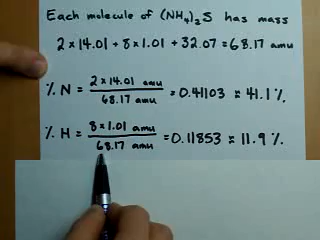 Each molecule of (NH₄)₂S has mass
2×14.01 + 8×1.01 + 32.07 = 68.17 amu
% N = 2×14.01 amu / 68.17 amu = 0.41103 ≈ 41.1%
% H = 8×1.01 amu / 68.17 amu = 0.11853 ≈ 11.9%